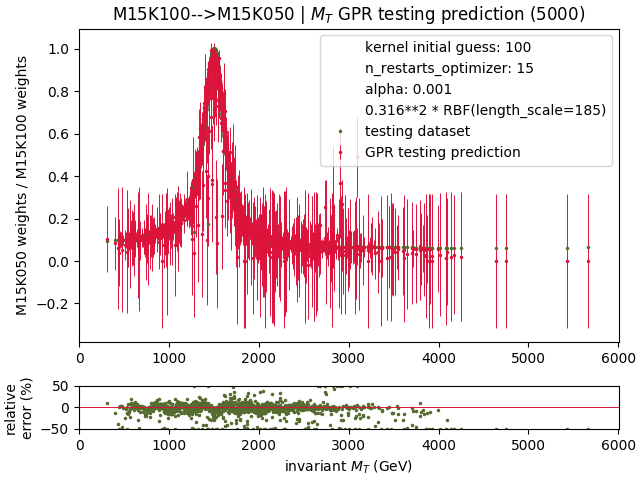 M15K100-->M15K050 | M_T GPR testing prediction (5000)
M15K050 weights / M15K100 weights
1.0
0.8
0.6
0.4
0.2
0.0
−0.2
kernel initial guess: 100
n_restarts_optimizer: 15
alpha: 0.001
0.316**2 * RBF(length_scale=185)
testing dataset
GPR testing prediction
0 1000 2000 3000 4000 5000 6000
relative
error (%)
50
0
−50
0 1000 2000 3000 4000 5000 6000
invariant M_T (GeV)